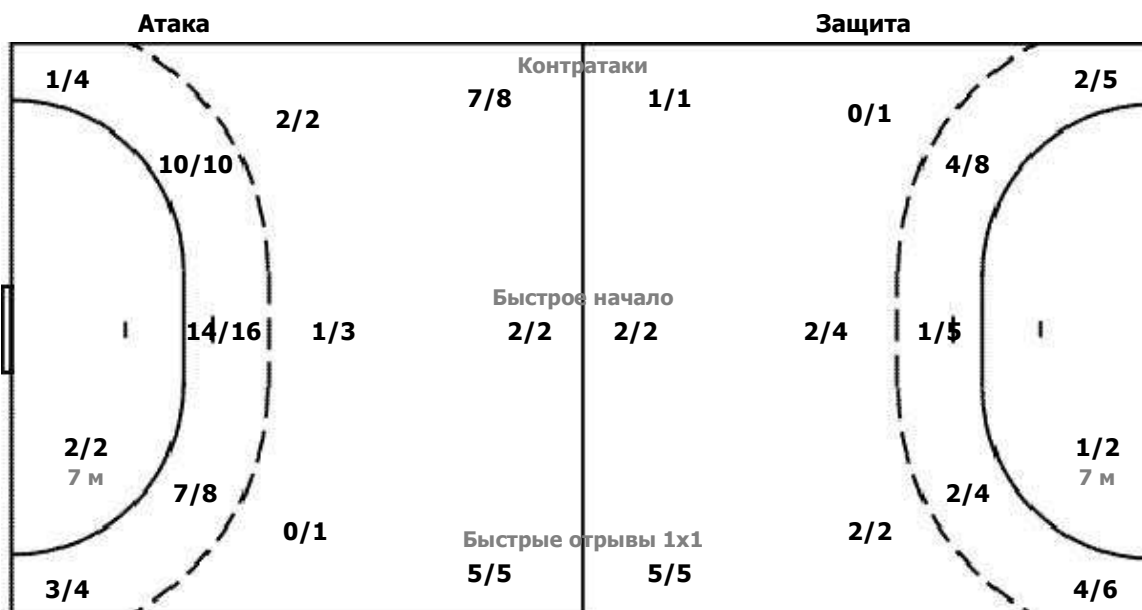 Атака Защита
Контратаки
1/4 2/5
7/8 1/1
2/2 0/1
10/10 4/8
Быстрое начало
14/16 1/3 2/2 2/2 2/4 1/5
2/2 1/2
7 м 7 м
7/8 2/4
0/1 2/2
Быстрые отрывы 1x1
5/5 5/5
3/4 4/6